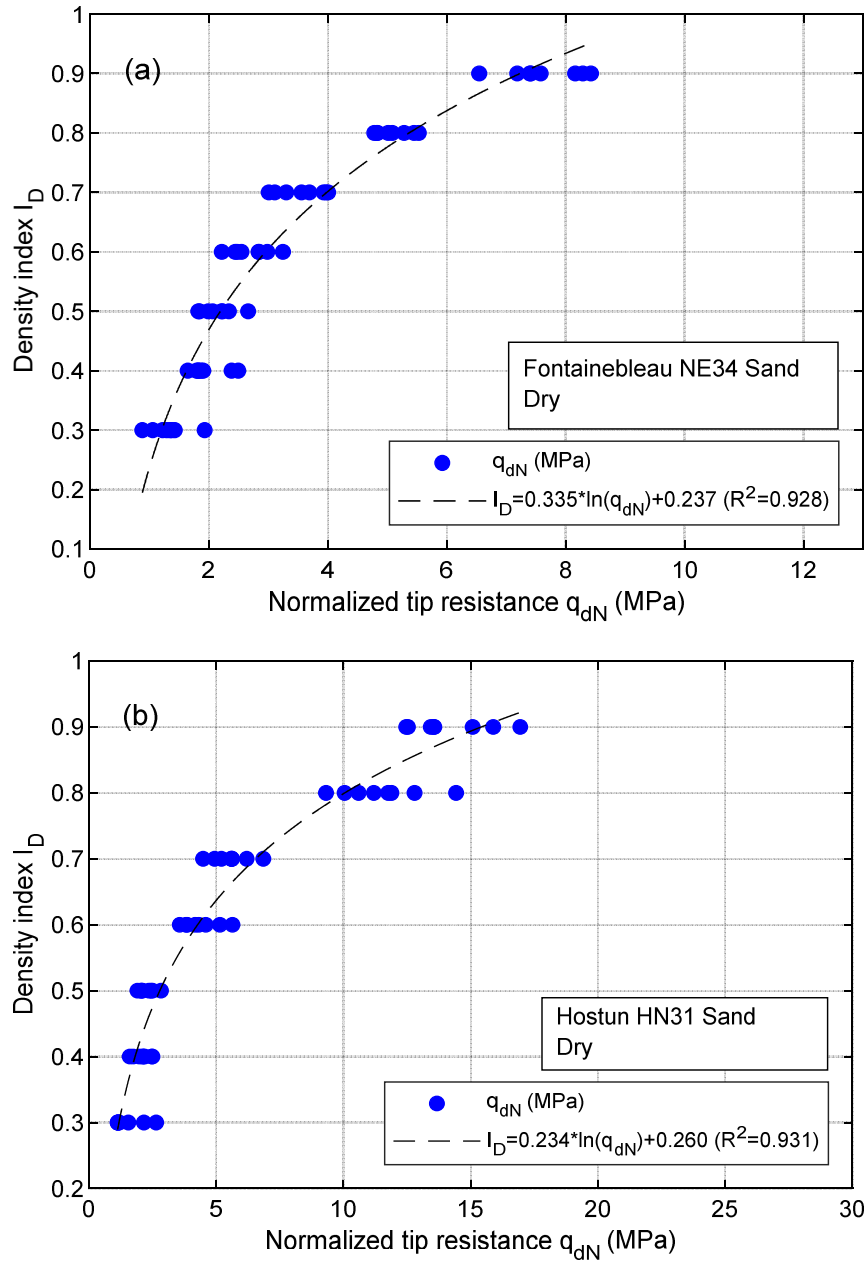 1
(a)
0.9
0.8
0.7
0.6
0.5
0.4
0.3
0.2
0.1
Density index I_D
Fontainebleau NE34 Sand
Dry
q_dN (MPa)
I_D=0.335*ln(q_dN)+0.237 (R²=0.928)
0 2 4 6 8 10 12
Normalized tip resistance q_dN (MPa)
1
(b)
0.9
0.8
0.7
0.6
0.5
0.4
0.3
0.2
Density index I_D
Hostun HN31 Sand
Dry
q_dN (MPa)
I_D=0.234*ln(q_dN)+0.260 (R²=0.931)
0 5 10 15 20 25 30
Normalized tip resistance q_dN (MPa)